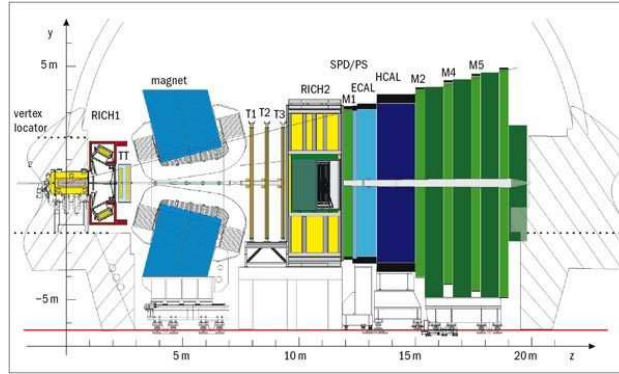 y
5 m
SPD/PS
magnet
HCAL
ECAL
M5
M4
M2
RICH2
M1
RICH1
T1 T2 T3
vertex
locator
TT
−5 m
5 m 10 m 15 m 20 m z